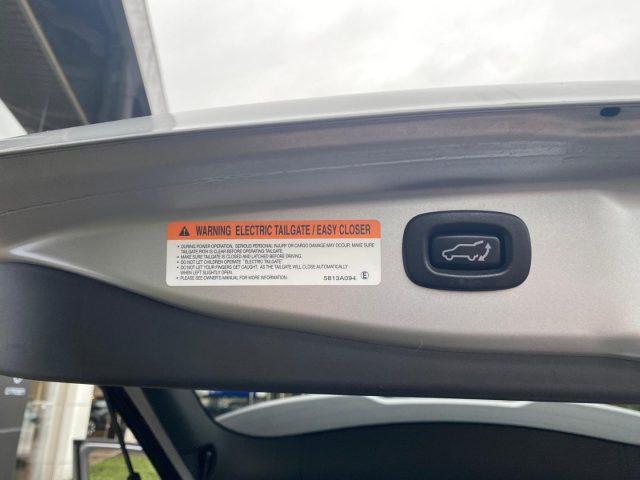 WARNING ELECTRIC TAILGATE / EASY CLOSER
• DURING POWER OPERATION, SERIOUS PERSONAL INJURY OR CARGO DAMAGE MAY OCCUR. MAKE SURE
TAILGATE PATH IS CLEAR BEFORE OPERATING TAILGATE.
• MAKE SURE TAILGATE IS CLOSED AND LATCHED BEFORE DRIVING.
• DO NOT LET CHILDREN OPERATE "ELECTRIC TAILGATE"
• DO NOT LET YOUR FINGERS GET CAUGHT, AS THE TAILGATE WILL CLOSE AUTOMATICALLY
WHEN LEFT SLIGHTLY OPEN.
• PLEASE SEE OWNER'S MANUAL FOR MORE INFORMATION. 5813A094 E